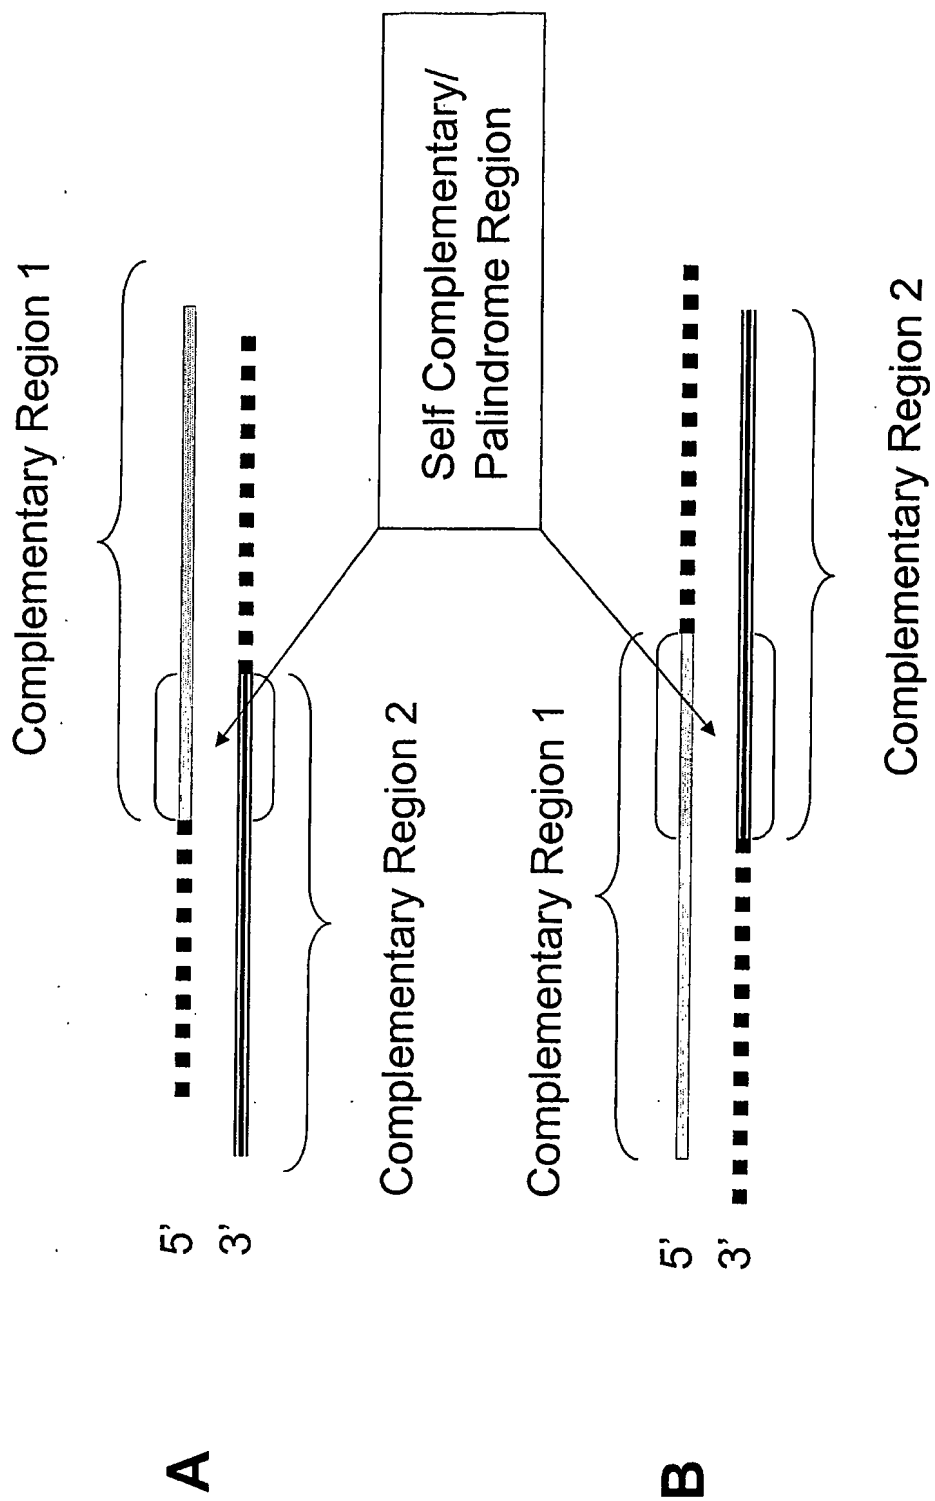 A
5'
3'
Complementary Region 1
Complementary Region 2
Self Complementary/
Palindrome Region
B
5'
3'
Complementary Region 1
Complementary Region 2